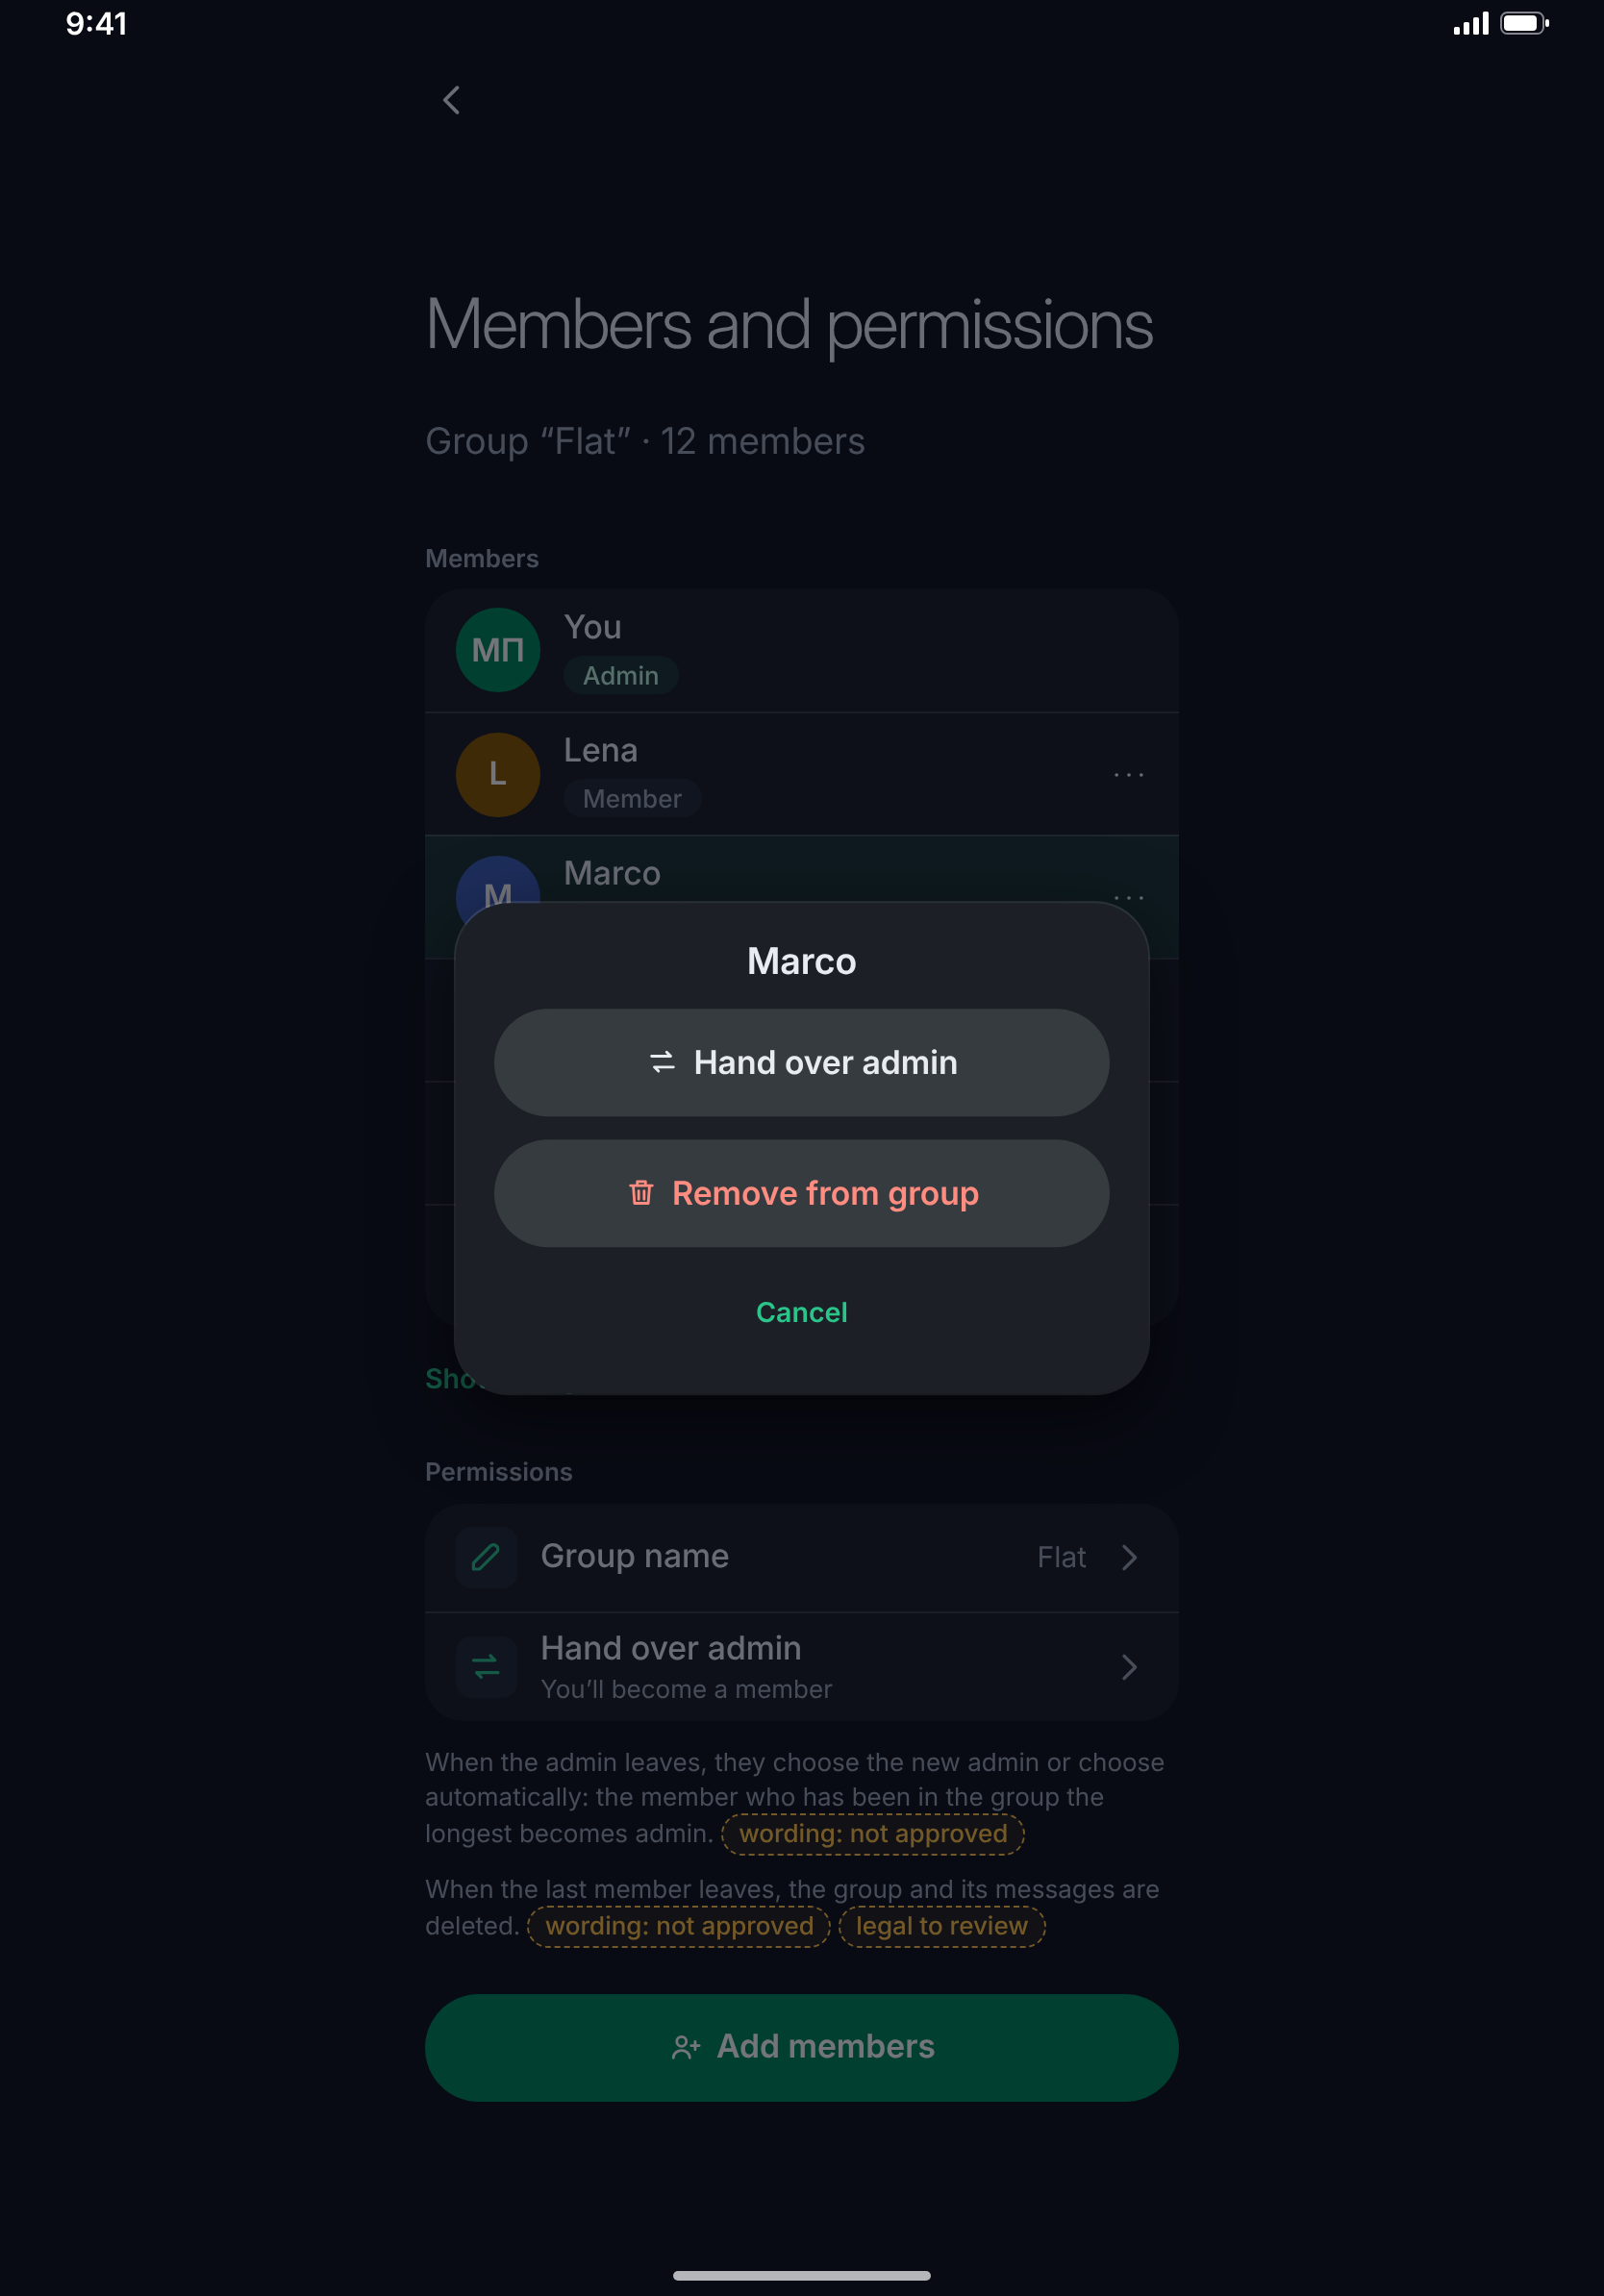 9:41
Members and permissions
Group “Flat” · 12 members
Members
МП
You
Admin
L
Lena
Member
···
M
Marco
···
Marco
Hand over admin
Remove from group
Cancel
Permissions
Group name
Flat
Hand over admin
You’ll become a member
When the admin leaves, they choose the new admin or choose
automatically: the member who has been in the group the
longest becomes admin. wording: not approved
When the last member leaves, the group and its messages are
deleted. wording: not approved legal to review
Add members